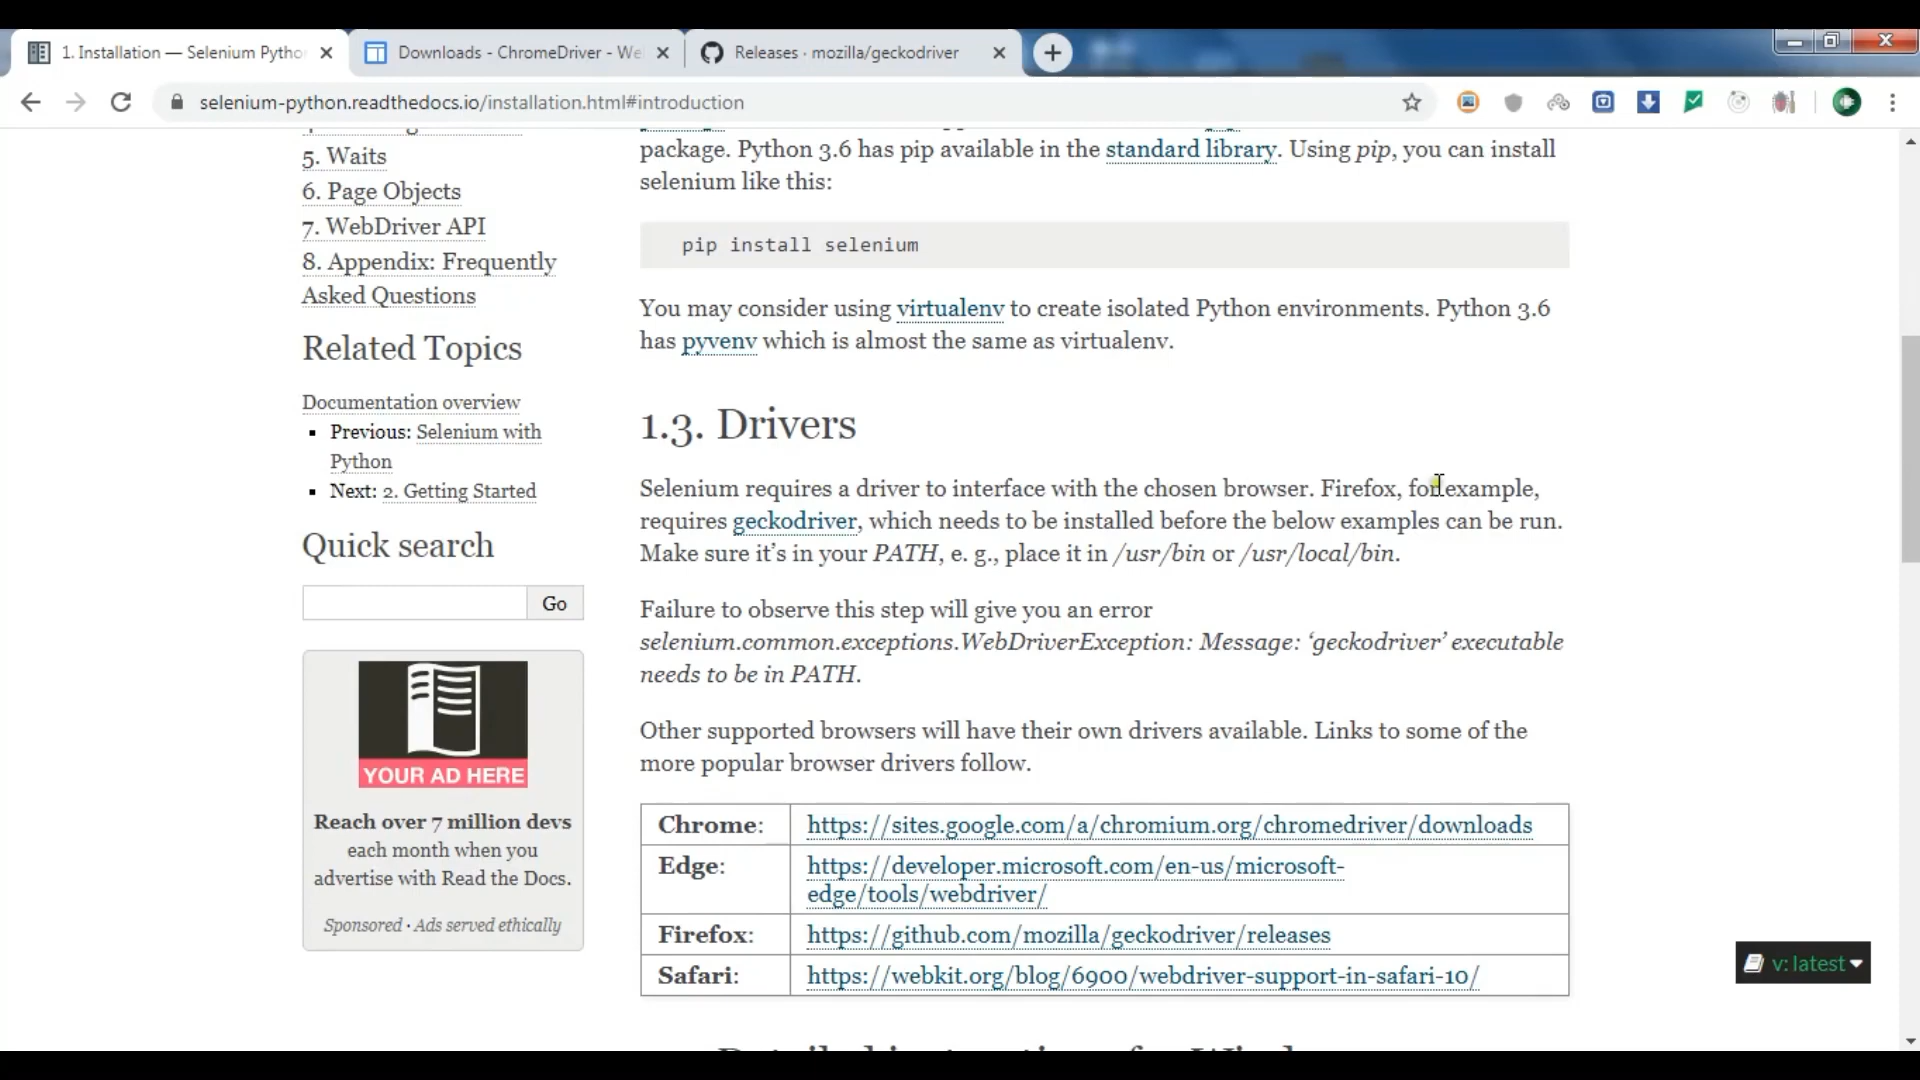 1. Installation — Selenium Pytho
Downloads - ChromeDriver - We
Releases · mozilla/geckodriver
selenium-python.readthedocs.io/installation.html#introduction
5. Waits
6. Page Objects
7. WebDriver API
8. Appendix: Frequently
Asked Questions
Related Topics
Documentation overview
Previous: Selenium with
Python
Next: 2. Getting Started
Quick search
Go
YOUR AD HERE
Reach over 7 million devs
each month when you
advertise with Read the Docs.
Sponsored · Ads served ethically
package. Python 3.6 has pip available in the standard library. Using pip, you can install
selenium like this:
pip install selenium
You may consider using virtualenv to create isolated Python environments. Python 3.6
has pyvenv which is almost the same as virtualenv.
1.3. Drivers
Selenium requires a driver to interface with the chosen browser. Firefox, for example,
requires geckodriver, which needs to be installed before the below examples can be run.
Make sure it’s in your PATH, e. g., place it in /usr/bin or /usr/local/bin.
Failure to observe this step will give you an error
selenium.common.exceptions.WebDriverException: Message: ‘geckodriver’ executable
needs to be in PATH.
Other supported browsers will have their own drivers available. Links to some of the
more popular browser drivers follow.
Chrome: https://sites.google.com/a/chromium.org/chromedriver/downloads
Edge: https://developer.microsoft.com/en-us/microsoft-
edge/tools/webdriver/
Firefox: https://github.com/mozilla/geckodriver/releases
Safari: https://webkit.org/blog/6900/webdriver-support-in-safari-10/
v: latest